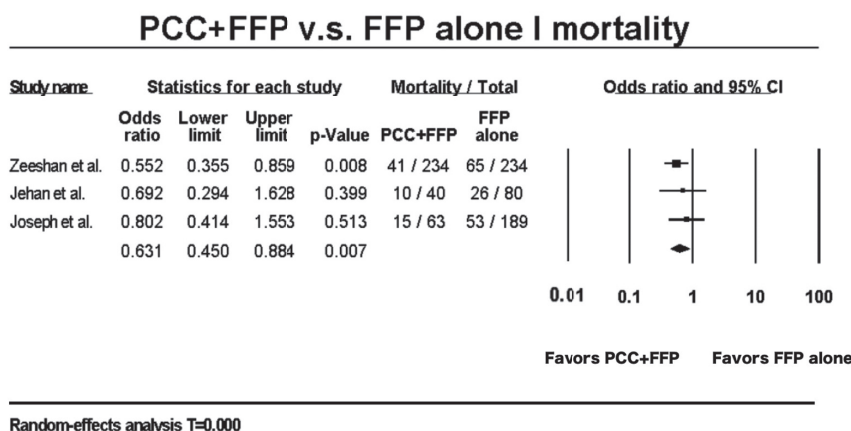 PCC+FFP v.s. FFP alone I mortality
Study name Statistics for each study Mortality / Total Odds ratio and 95% CI
Odds ratio Lower limit Upper limit p-Value PCC+FFP FFP alone
Zeeshan et al. 0.552 0.355 0.859 0.008 41 / 234 65 / 234
Jehan et al. 0.692 0.294 1.628 0.399 10 / 40 26 / 80
Joseph et al. 0.802 0.414 1.553 0.513 15 / 63 53 / 189
0.631 0.450 0.884 0.007
0.01 0.1 1 10 100
Favors PCC+FFP Favors FFP alone
Random-effects analysis T=0.000